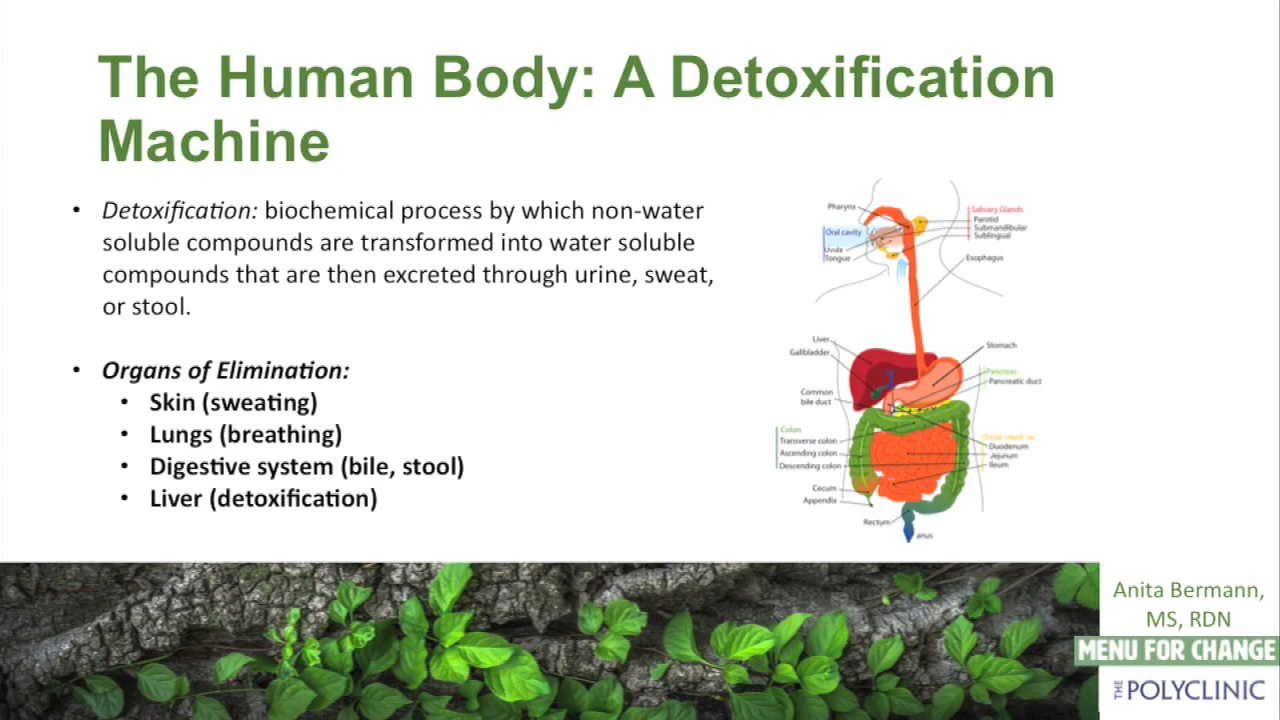 The Human Body: A Detoxification
Machine
• Detoxification: biochemical process by which non-water
soluble compounds are transformed into water soluble
compounds that are then excreted through urine, sweat,
or stool.
• Organs of Elimination:
• Skin (sweating)
• Lungs (breathing)
• Digestive system (bile, stool)
• Liver (detoxification)
Pharynx
Oral cavity
Uvula
Tongue
Salivary Glands
Parotid
Submandibular
Sublingual
Esophagus
Liver
Gallbladder
Common
bile duct
Stomach
Pancreas
Pancreatic duct
Colon
Transverse colon
Ascending colon
Descending colon
Cecum
Appendix
Duodenum
Jejunum
Ileum
Rectum
anus
Anita Bermann,
MS, RDN
MENU FOR CHANGE
THE POLYCLINIC